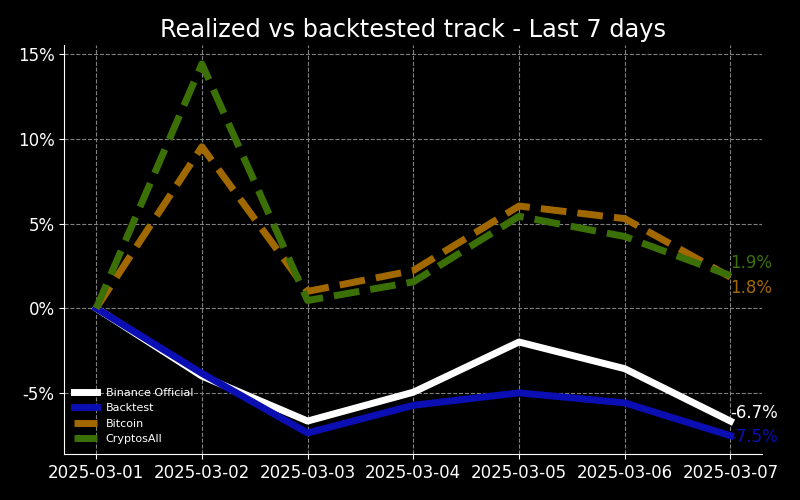 Realized vs backtested track - Last 7 days
15%
10%
5%
0%
-5%
1.9%
1.8%
-6.7%
-7.5%
Binance Official
Backtest
Bitcoin
CryptosAll
2025-03-01 2025-03-02 2025-03-03 2025-03-04 2025-03-05 2025-03-06 2025-03-07